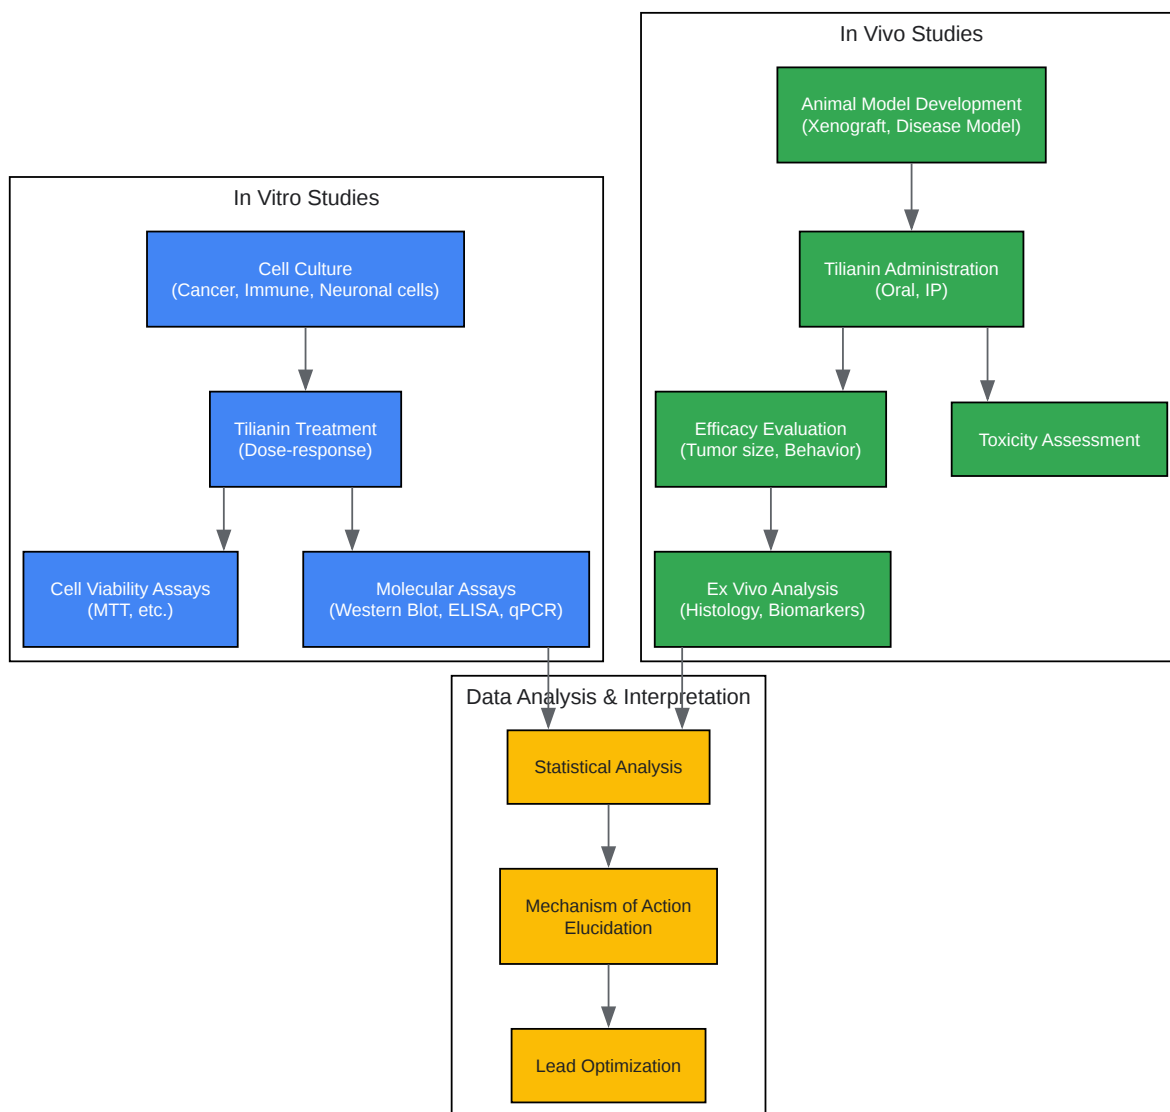 In Vitro Studies
Cell Culture
(Cancer, Immune, Neuronal cells)
Tilianin Treatment
(Dose-response)
Cell Viability Assays
(MTT, etc.)
Molecular Assays
(Western Blot, ELISA, qPCR)
In Vivo Studies
Animal Model Development
(Xenograft, Disease Model)
Tilianin Administration
(Oral, IP)
Efficacy Evaluation
(Tumor size, Behavior)
Toxicity Assessment
Ex Vivo Analysis
(Histology, Biomarkers)
Data Analysis & Interpretation
Statistical Analysis
Mechanism of Action
Elucidation
Lead Optimization